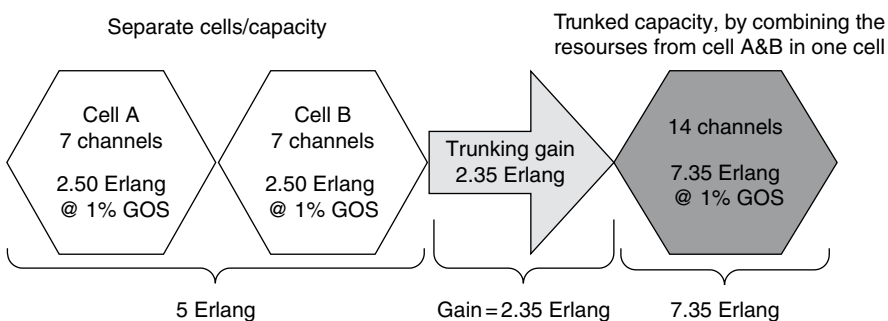 Separate cells/capacity
Trunked capacity, by combining the
resourses from cell A&B in one cell
Cell A
7 channels
2.50 Erlang
@ 1% GOS
Cell B
7 channels
2.50 Erlang
@ 1% GOS
Trunking gain
2.35 Erlang
14 channels
7.35 Erlang
@ 1% GOS
5 Erlang
Gain=2.35 Erlang
7.35 Erlang